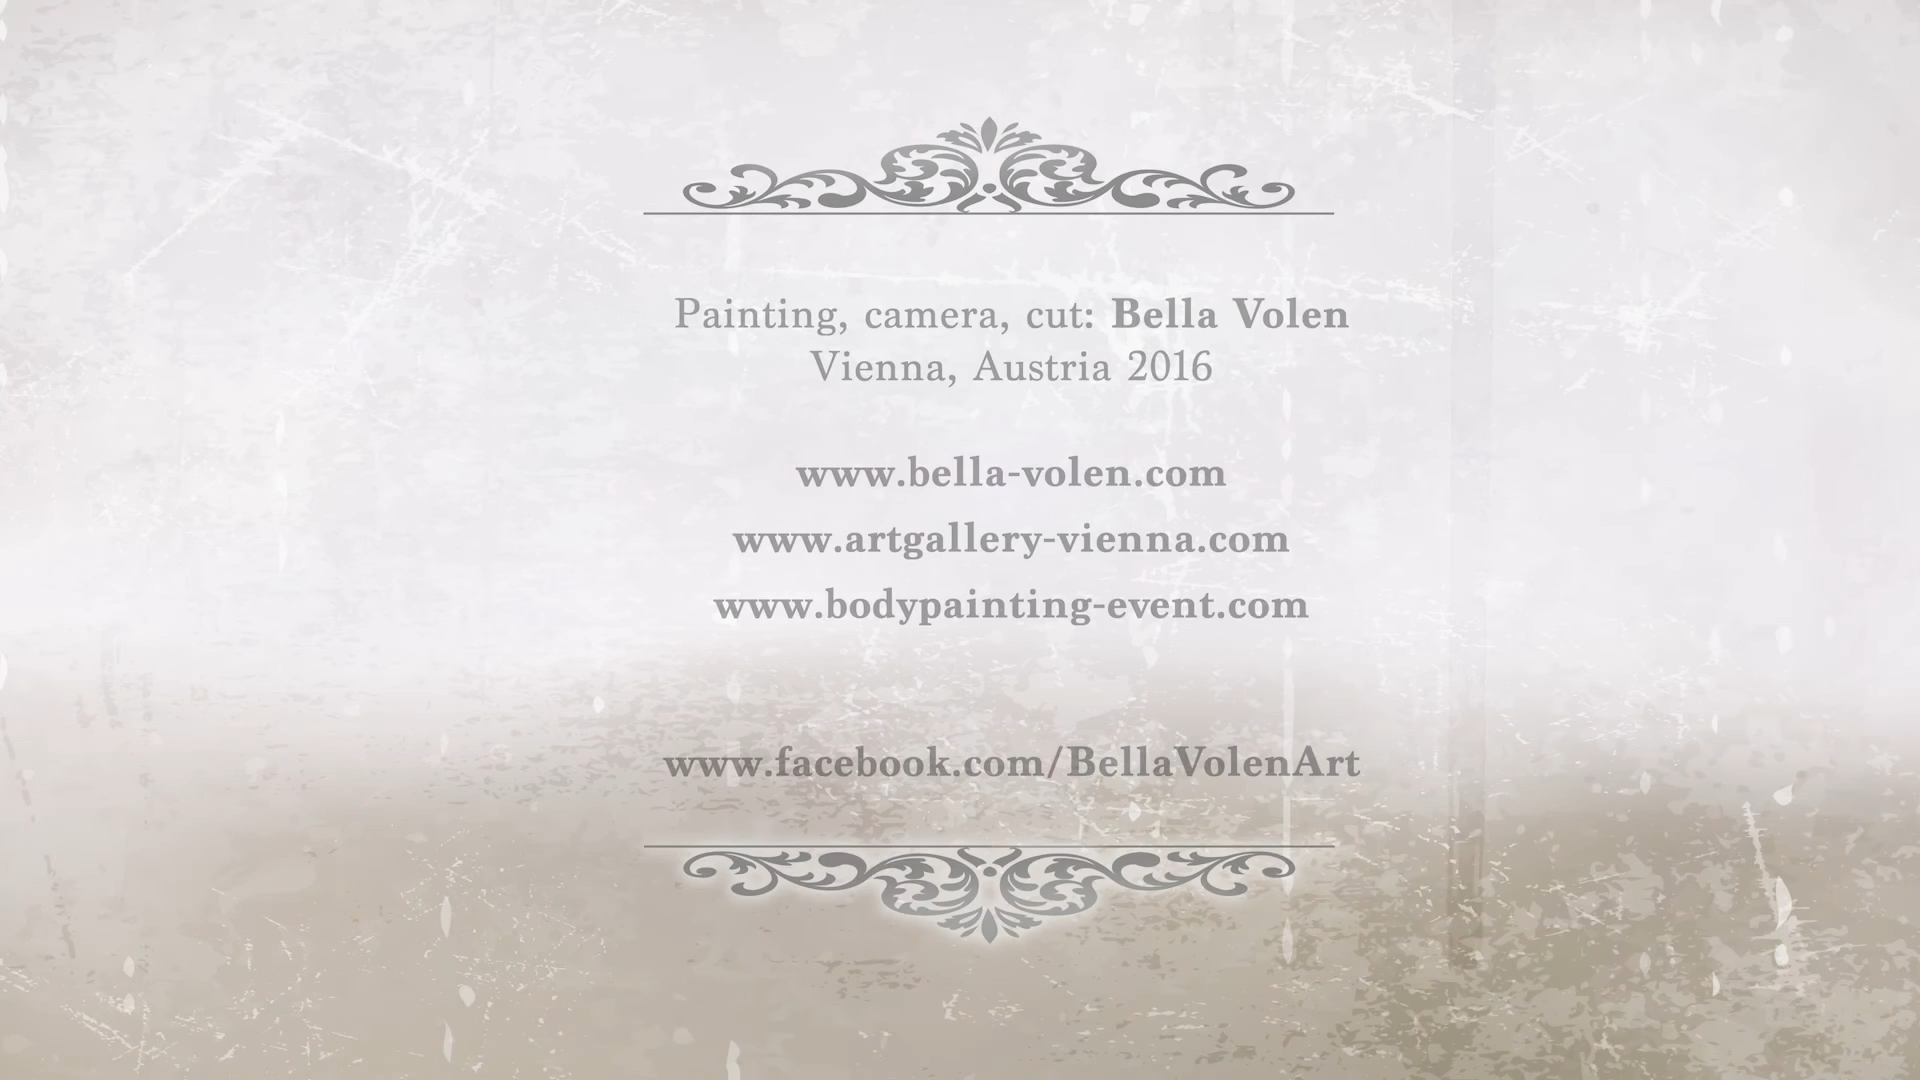 Painting, camera, cut: Bella Volen
Vienna, Austria 2016
www.bella-volen.com
www.artgallery-vienna.com
www.bodypainting-event.com
www.facebook.com/BellaVolenArt